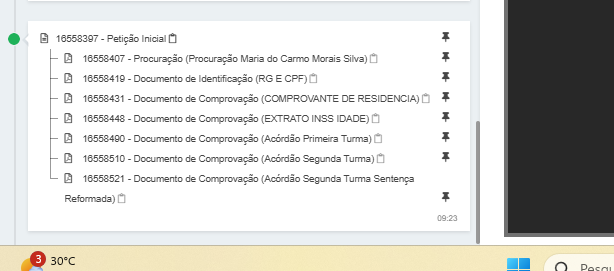 16558397 - Petição Inicial
16558407 - Procuração (Procuração Maria do Carmo Morais Silva)
16558419 - Documento de Identificação (RG E CPF)
16558431 - Documento de Comprovação (COMPROVANTE DE RESIDENCIA)
16558448 - Documento de Comprovação (EXTRATO INSS IDADE)
16558490 - Documento de Comprovação (Acórdão Primeira Turma)
16558510 - Documento de Comprovação (Acórdão Segunda Turma)
16558521 - Documento de Comprovação (Acórdão Segunda Turma Sentença
Reformada)
09:23
3
30°C